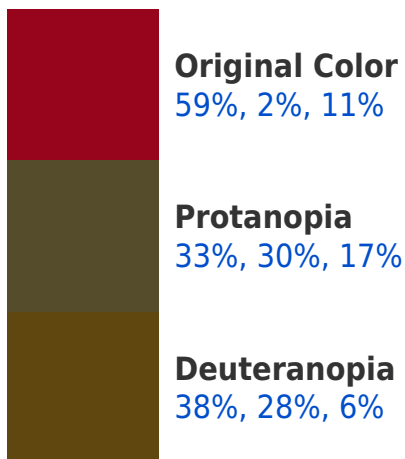 Original Color
59%, 2%, 11%
Protanopia
33%, 30%, 17%
Deuteranopia
38%, 28%, 6%